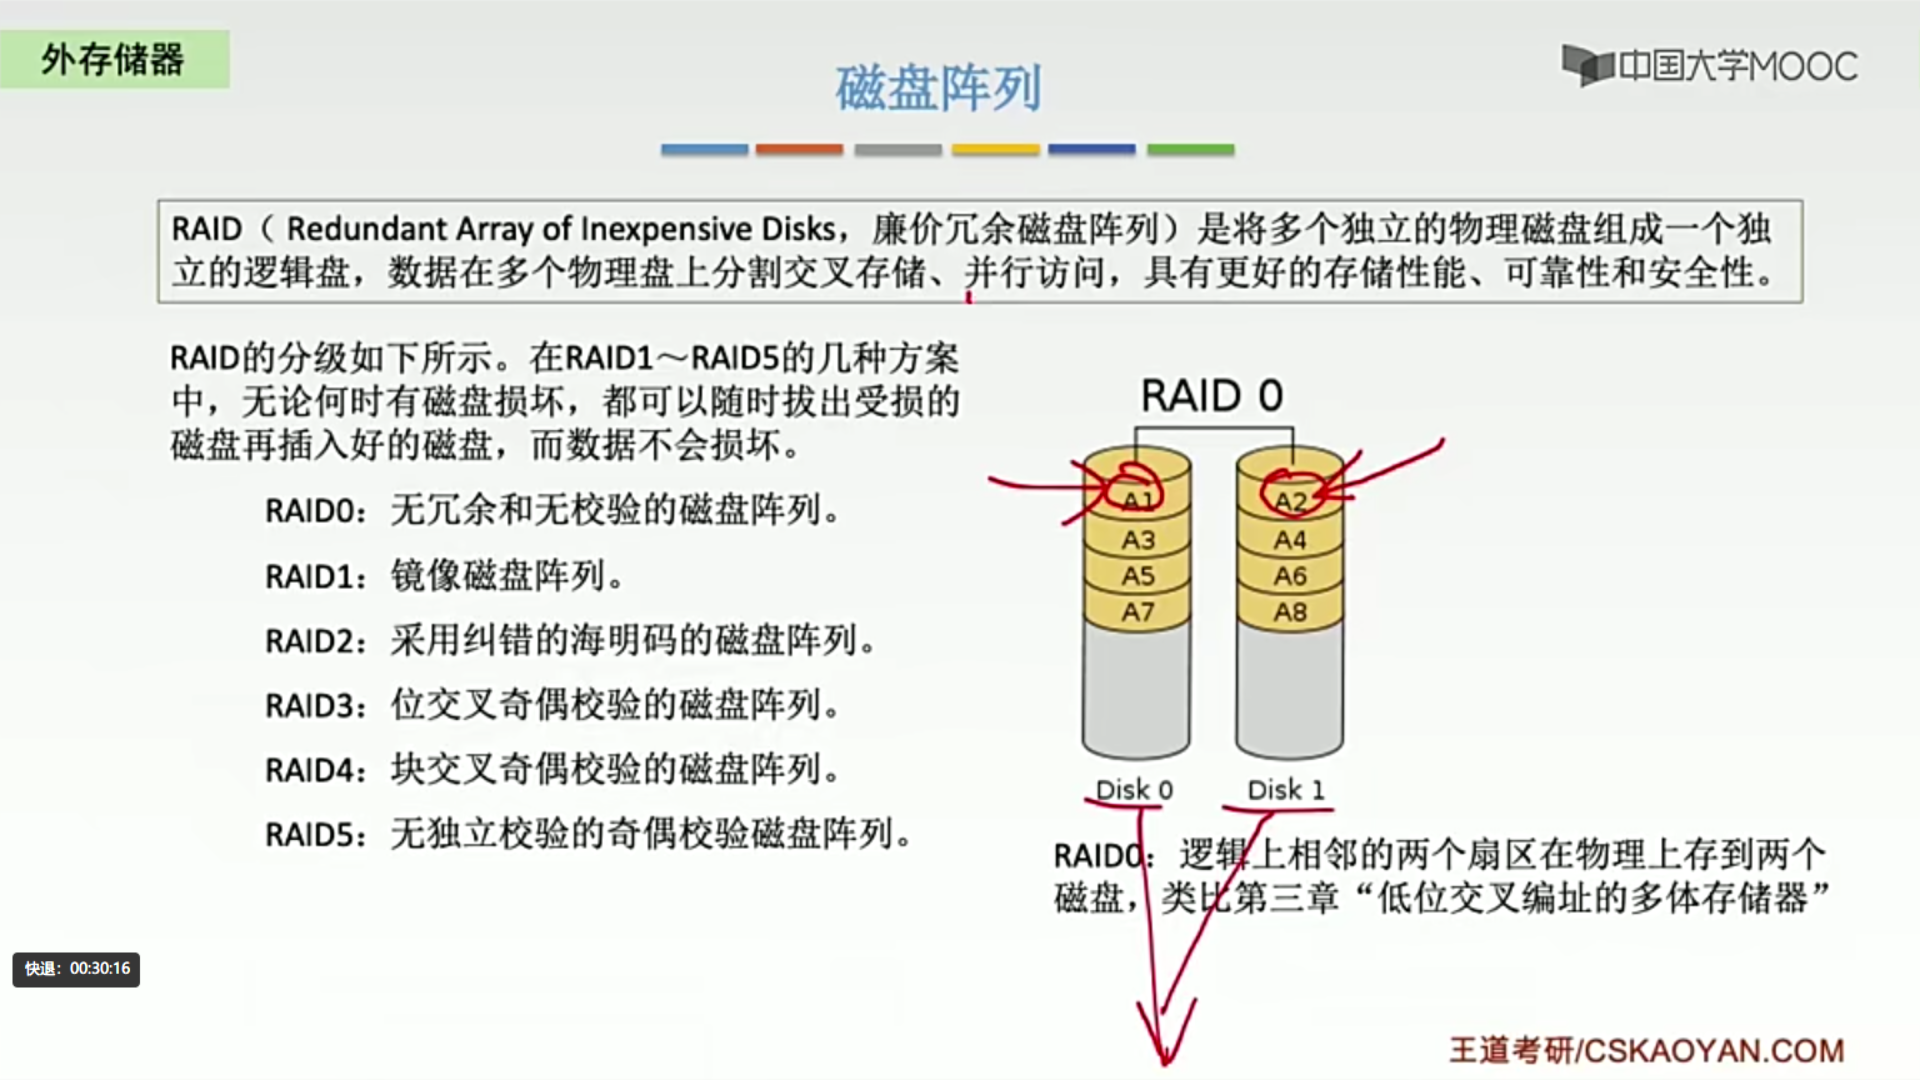 外存储器
磁盘阵列
中国大学MOOC
RAID（ Redundant Array of Inexpensive Disks，廉价冗余磁盘阵列）是将多个独立的物理磁盘组成一个独
立的逻辑盘，数据在多个物理盘上分割交叉存储、并行访问，具有更好的存储性能、可靠性和安全性。
RAID的分级如下所示。在RAID1～RAID5的几种方案
中，无论何时有磁盘损坏，都可以随时拔出受损的
磁盘再插入好的磁盘，而数据不会损坏。
RAID0：无冗余和无校验的磁盘阵列。
RAID1：镜像磁盘阵列。
RAID2：采用纠错的海明码的磁盘阵列。
RAID3：位交叉奇偶校验的磁盘阵列。
RAID4：块交叉奇偶校验的磁盘阵列。
RAID5：无独立校验的奇偶校验磁盘阵列。
RAID 0
A1 A2
A3 A4
A5 A6
A7 A8
Disk 0 Disk 1
RAID0：逻辑上相邻的两个扇区在物理上存到两个
磁盘，类比第三章“低位交叉编址的多体存储器”
快退：00:30:16
王道考研/CSKAOYAN.COM